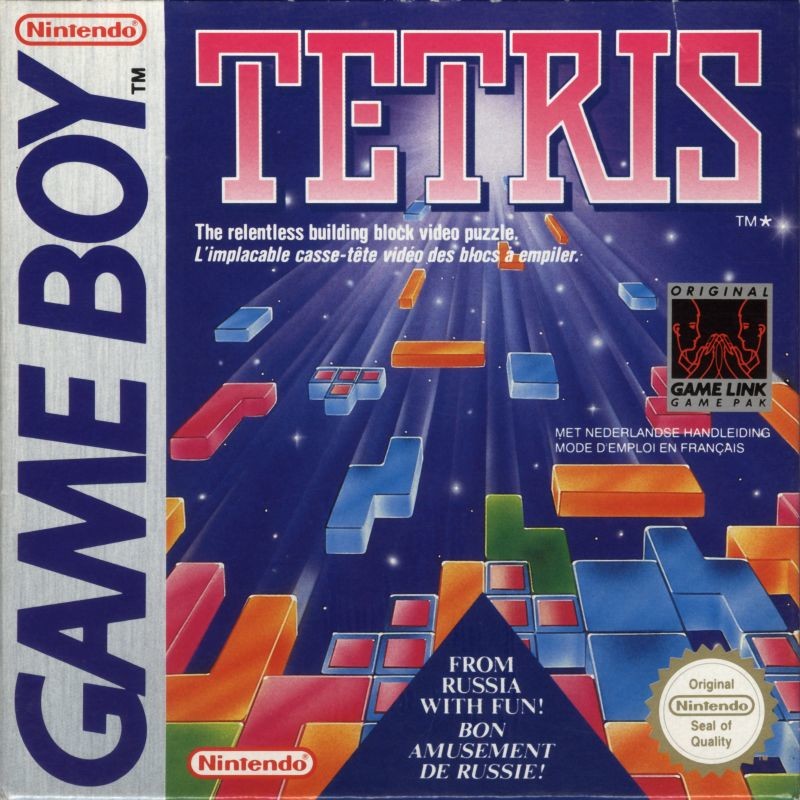 Nintendo®
GAME BOY™
TETRIS
™*
The relentless building block video puzzle.
L'implacable casse-tête vidéo des blocs à empiler.
ORIGINAL
GAME LINK
GAME PAK
MET NEDERLANDSE HANDLEIDING
MODE D'EMPLOI EN FRANÇAIS
FROM
RUSSIA
WITH FUN!
BON
AMUSEMENT
DE RUSSIE!
Nintendo®
Original
Nintendo
Seal of
Quality